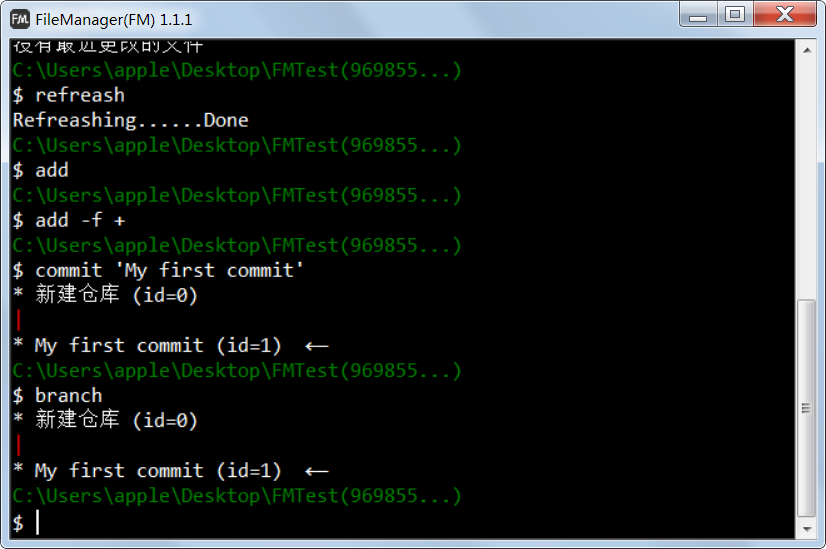 FM FileManager(FM) 1.1.1
没有最近更改的文件
C:\Users\apple\Desktop\FMTest(969855...)
$ refreash
Refreashing......Done
C:\Users\apple\Desktop\FMTest(969855...)
$ add
C:\Users\apple\Desktop\FMTest(969855...)
$ add -f +
C:\Users\apple\Desktop\FMTest(969855...)
$ commit 'My first commit'
* 新建仓库 (id=0)
|
* My first commit (id=1) ←
C:\Users\apple\Desktop\FMTest(969855...)
$ branch
* 新建仓库 (id=0)
|
* My first commit (id=1) ←
C:\Users\apple\Desktop\FMTest(969855...)
$